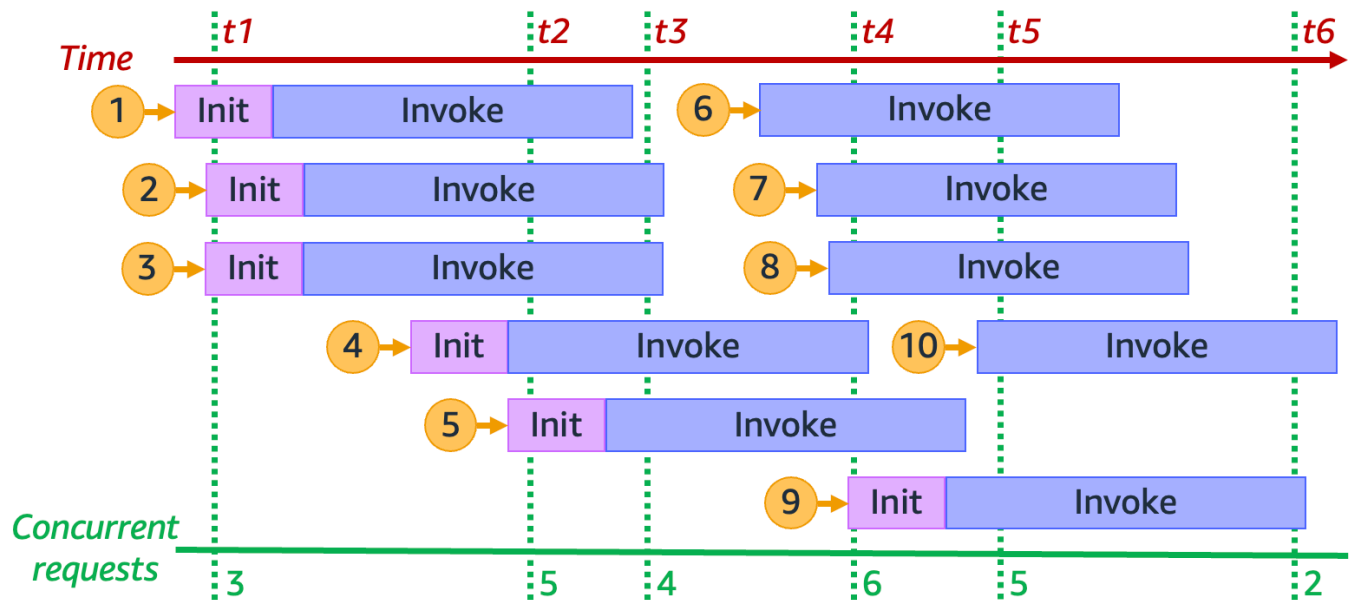 t1 t2 t3 t4 t5 t6
Time
1 Init Invoke 6 Invoke
2 Init Invoke 7 Invoke
3 Init Invoke 8 Invoke
4 Init Invoke 10 Invoke
5 Init Invoke
9 Init Invoke
Concurrent
requests
3 5 4 6 5 2